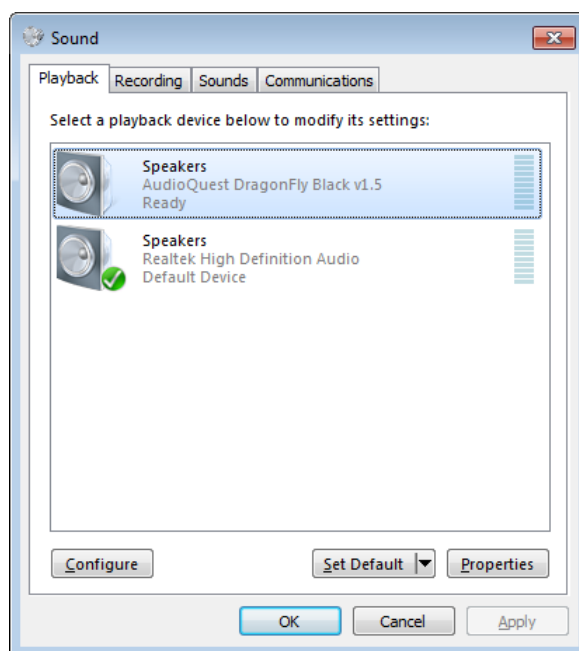 Sound
Playback
Recording
Sounds
Communications
Select a playback device below to modify its settings:
Speakers
AudioQuest DragonFly Black v1.5
Ready
Speakers
Realtek High Definition Audio
Default Device
Configure
Set Default
Properties
OK
Cancel
Apply